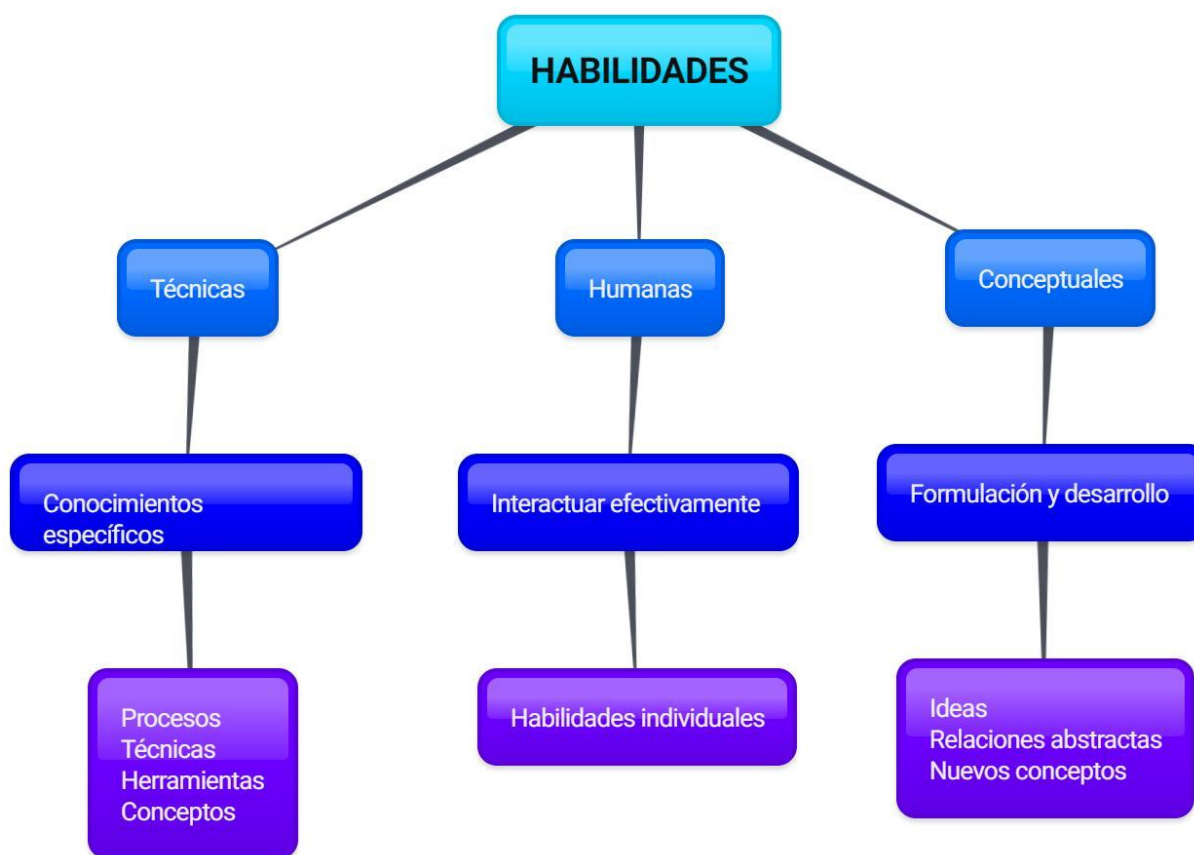 HABILIDADES
Técnicas
Humanas
Conceptuales
Conocimientos
específicos
Interactuar efectivamente
Formulación y desarrollo
Procesos
Técnicas
Herramientas
Conceptos
Habilidades individuales
Ideas
Relaciones abstractas
Nuevos conceptos